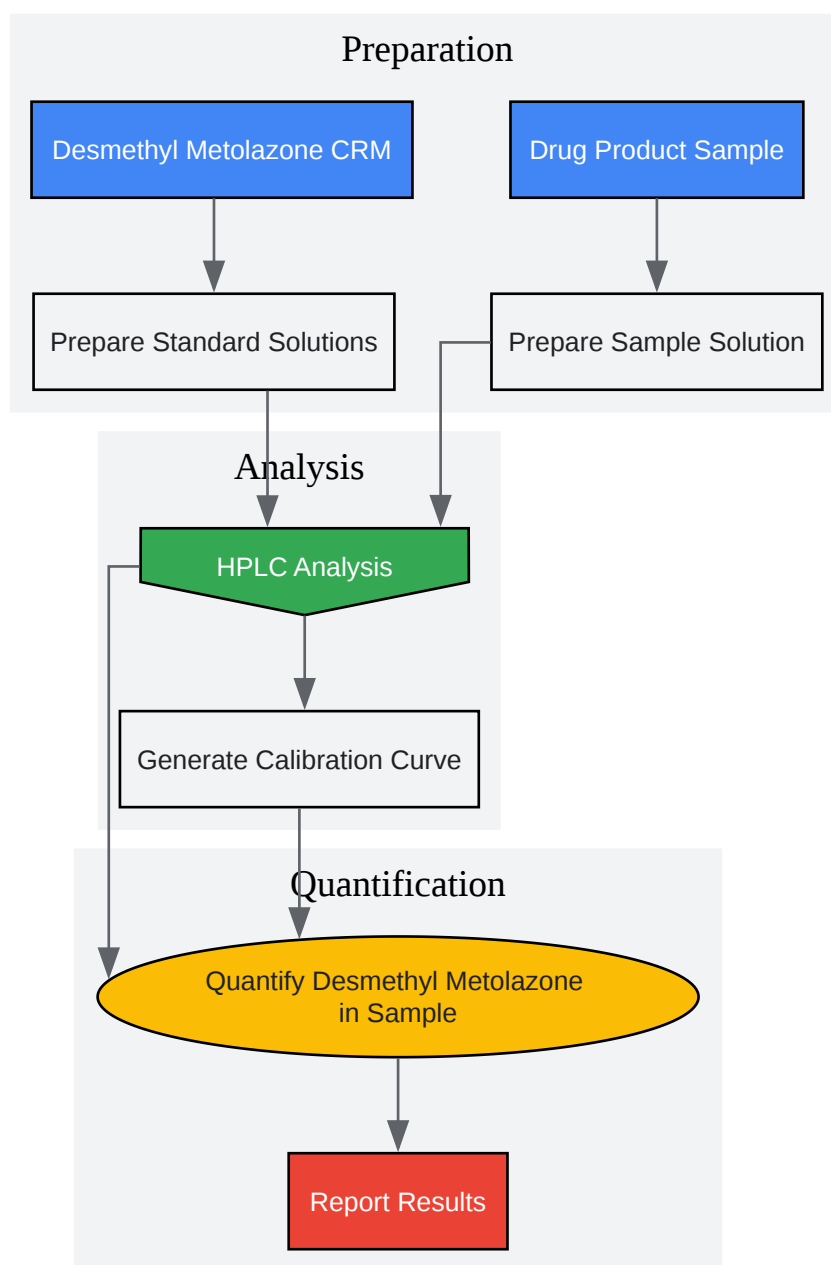 Preparation
Desmethyl Metolazone CRM
Drug Product Sample
Prepare Standard Solutions
Prepare Sample Solution
Analysis
HPLC Analysis
Generate Calibration Curve
Quantification
Quantify Desmethyl Metolazone
in Sample
Report Results